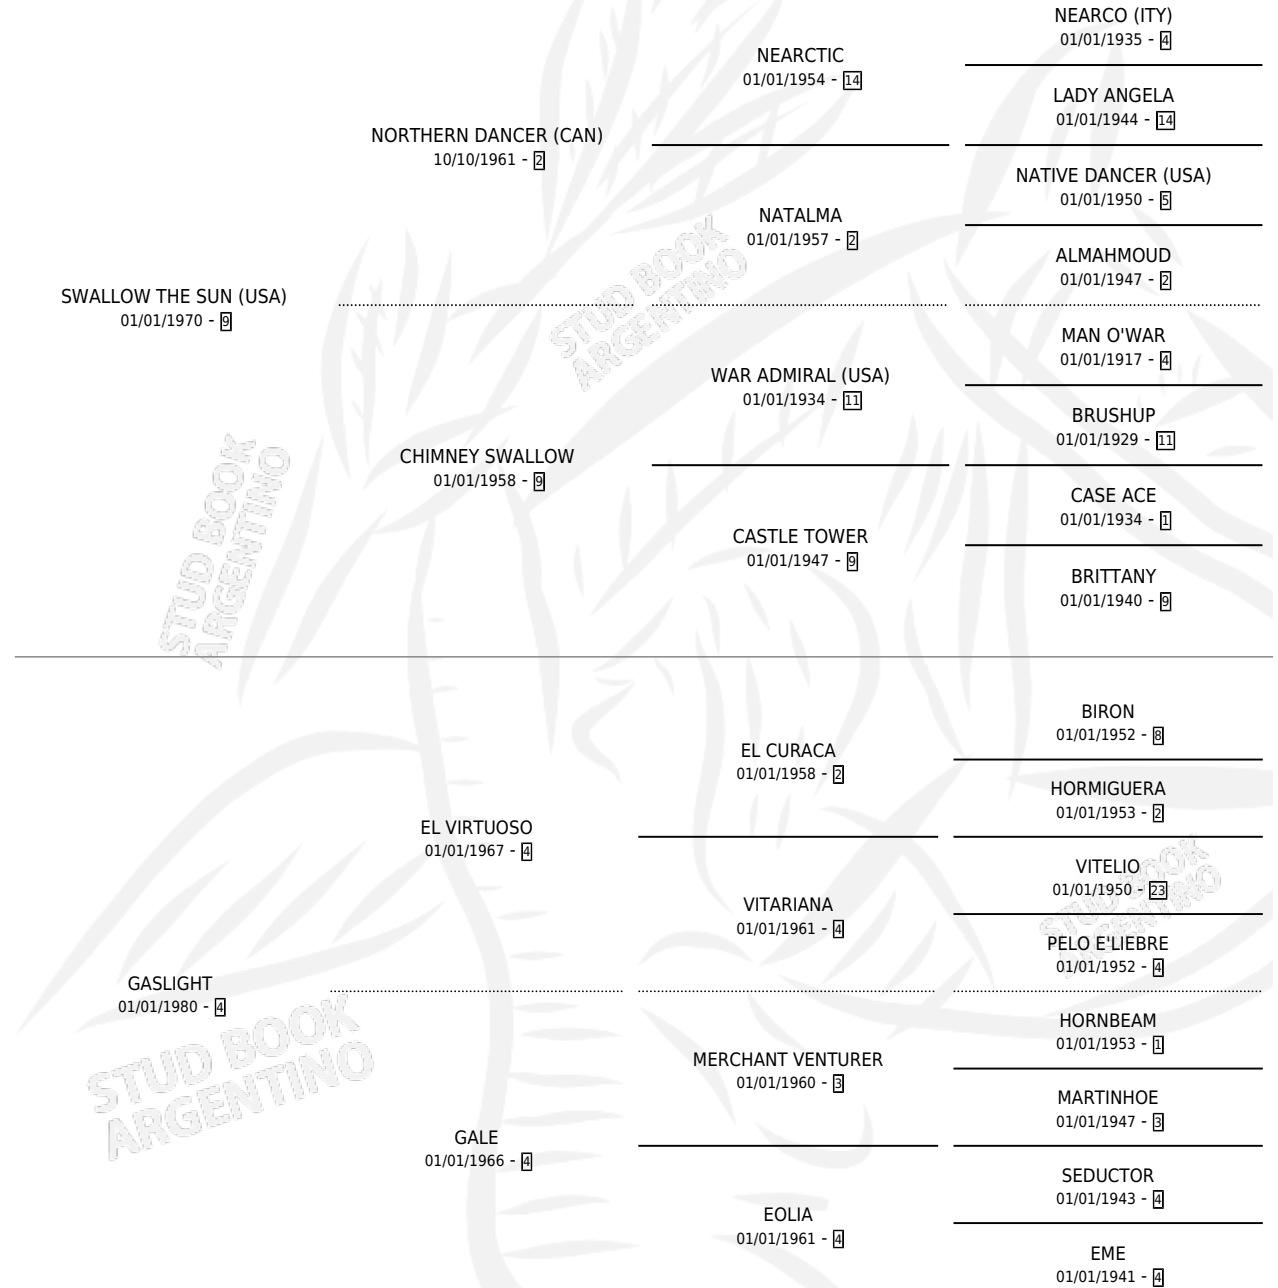 NEARCO (ITY)
01/01/1935 - 4
NEARCTIC
01/01/1954 - 14
LADY ANGELA
01/01/1944 - 14
NORTHERN DANCER (CAN)
10/10/1961 - 2
NATIVE DANCER (USA)
01/01/1950 - 5
NATALMA
01/01/1957 - 2
ALMAHMOUD
01/01/1947 - 2
SWALLOW THE SUN (USA)
01/01/1970 - 9
MAN O'WAR
01/01/1917 - 4
WAR ADMIRAL (USA)
01/01/1934 - 11
BRUSHUP
01/01/1929 - 11
CHIMNEY SWALLOW
01/01/1958 - 9
CASE ACE
01/01/1934 - 1
CASTLE TOWER
01/01/1947 - 9
BRITTANY
01/01/1940 - 9
BIRON
01/01/1952 - 8
EL CURACA
01/01/1958 - 2
HORMIGUERA
01/01/1953 - 2
EL VIRTUOSO
01/01/1967 - 4
VITELIO
01/01/1950 - 23
VITARIANA
01/01/1961 - 4
PELO E'LIEBRE
01/01/1952 - 4
GASLIGHT
01/01/1980 - 4
HORNBEAM
01/01/1953 - 1
MERCHANT VENTURER
01/01/1960 - 3
MARTINHOE
01/01/1947 - 3
GALE
01/01/1966 - 4
SEDUCTOR
01/01/1943 - 4
EOLIA
01/01/1961 - 4
EME
01/01/1941 - 4
STUD BOOK
ARGENTINO
STUD BOOK
ARGENTINO
STUD BOOK
ARGENTINO
STUD BOOK
ARGENTINO